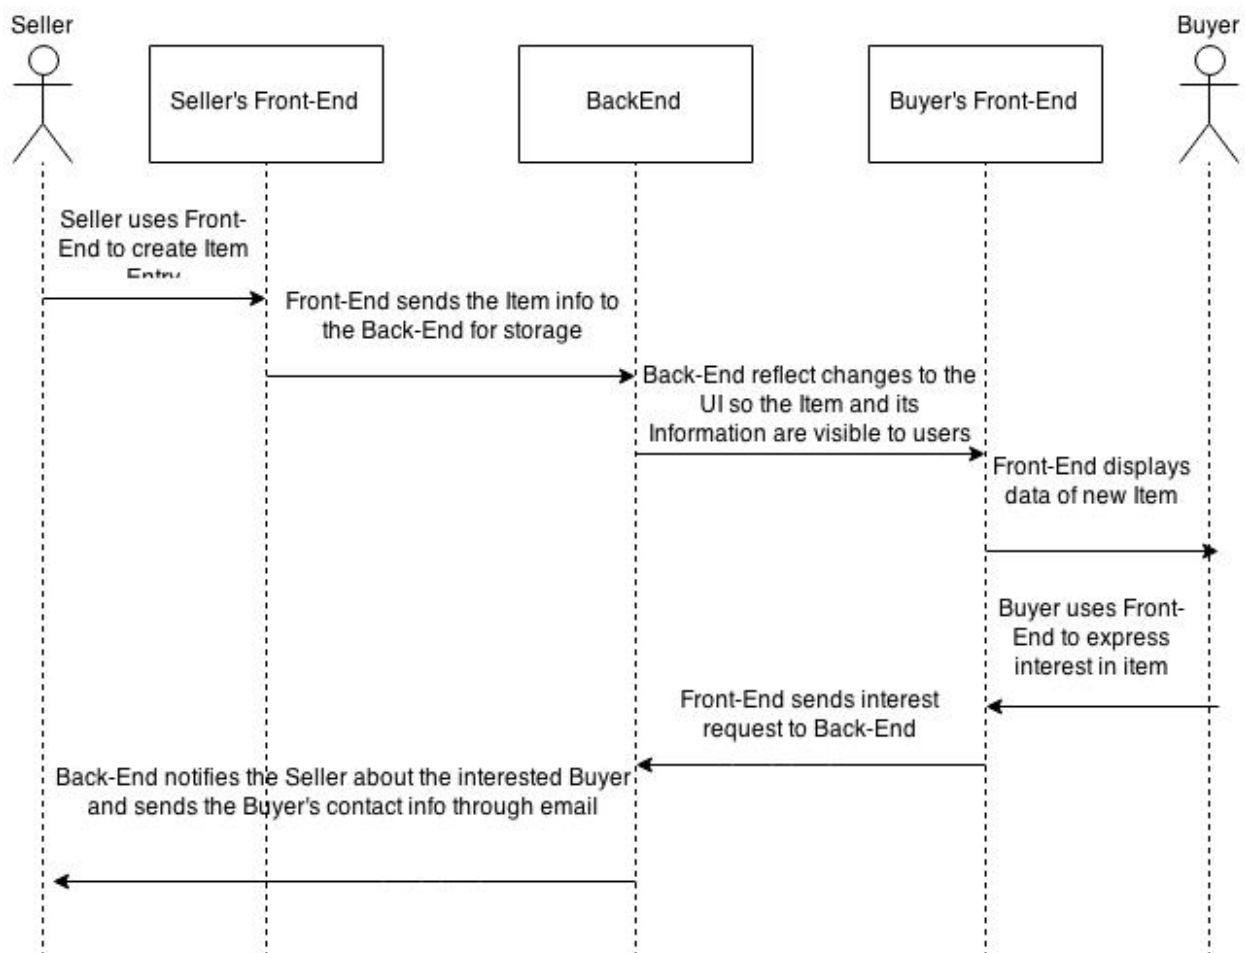 Seller
Buyer
Seller's Front-End
BackEnd
Buyer's Front-End
Seller uses Front-
End to create Item
Entry
Front-End sends the Item info to
the Back-End for storage
Back-End reflect changes to the
UI so the Item and its
Information are visible to users
Front-End displays
data of new Item
Buyer uses Front-
End to express
interest in item
Front-End sends interest
request to Back-End
Back-End notifies the Seller about the interested Buyer
and sends the Buyer's contact info through email